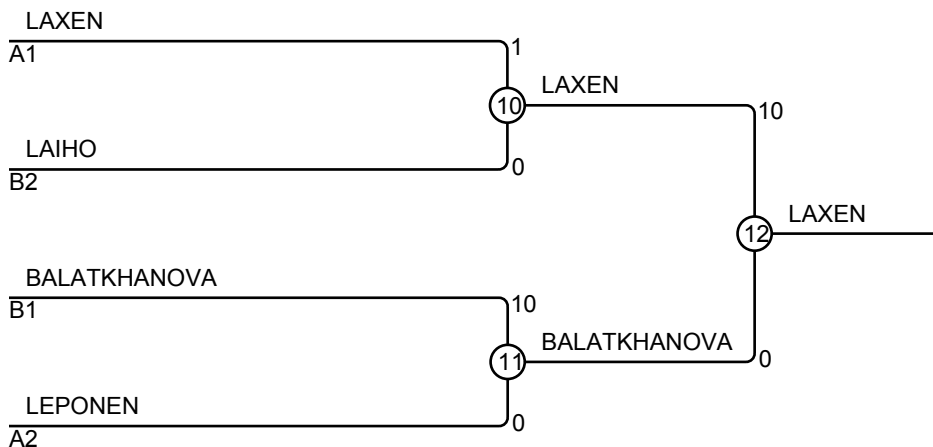 LAXEN
A1
1
10
LAXEN
10
LAIHO
B2
0
12
LAXEN
BALATKHANOVA
B1
10
11
BALATKHANOVA
0
LEPONEN
A2
0